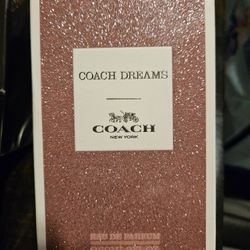 COACH DREAMS
COACH
NEW YORK
EAU DE PARFUM